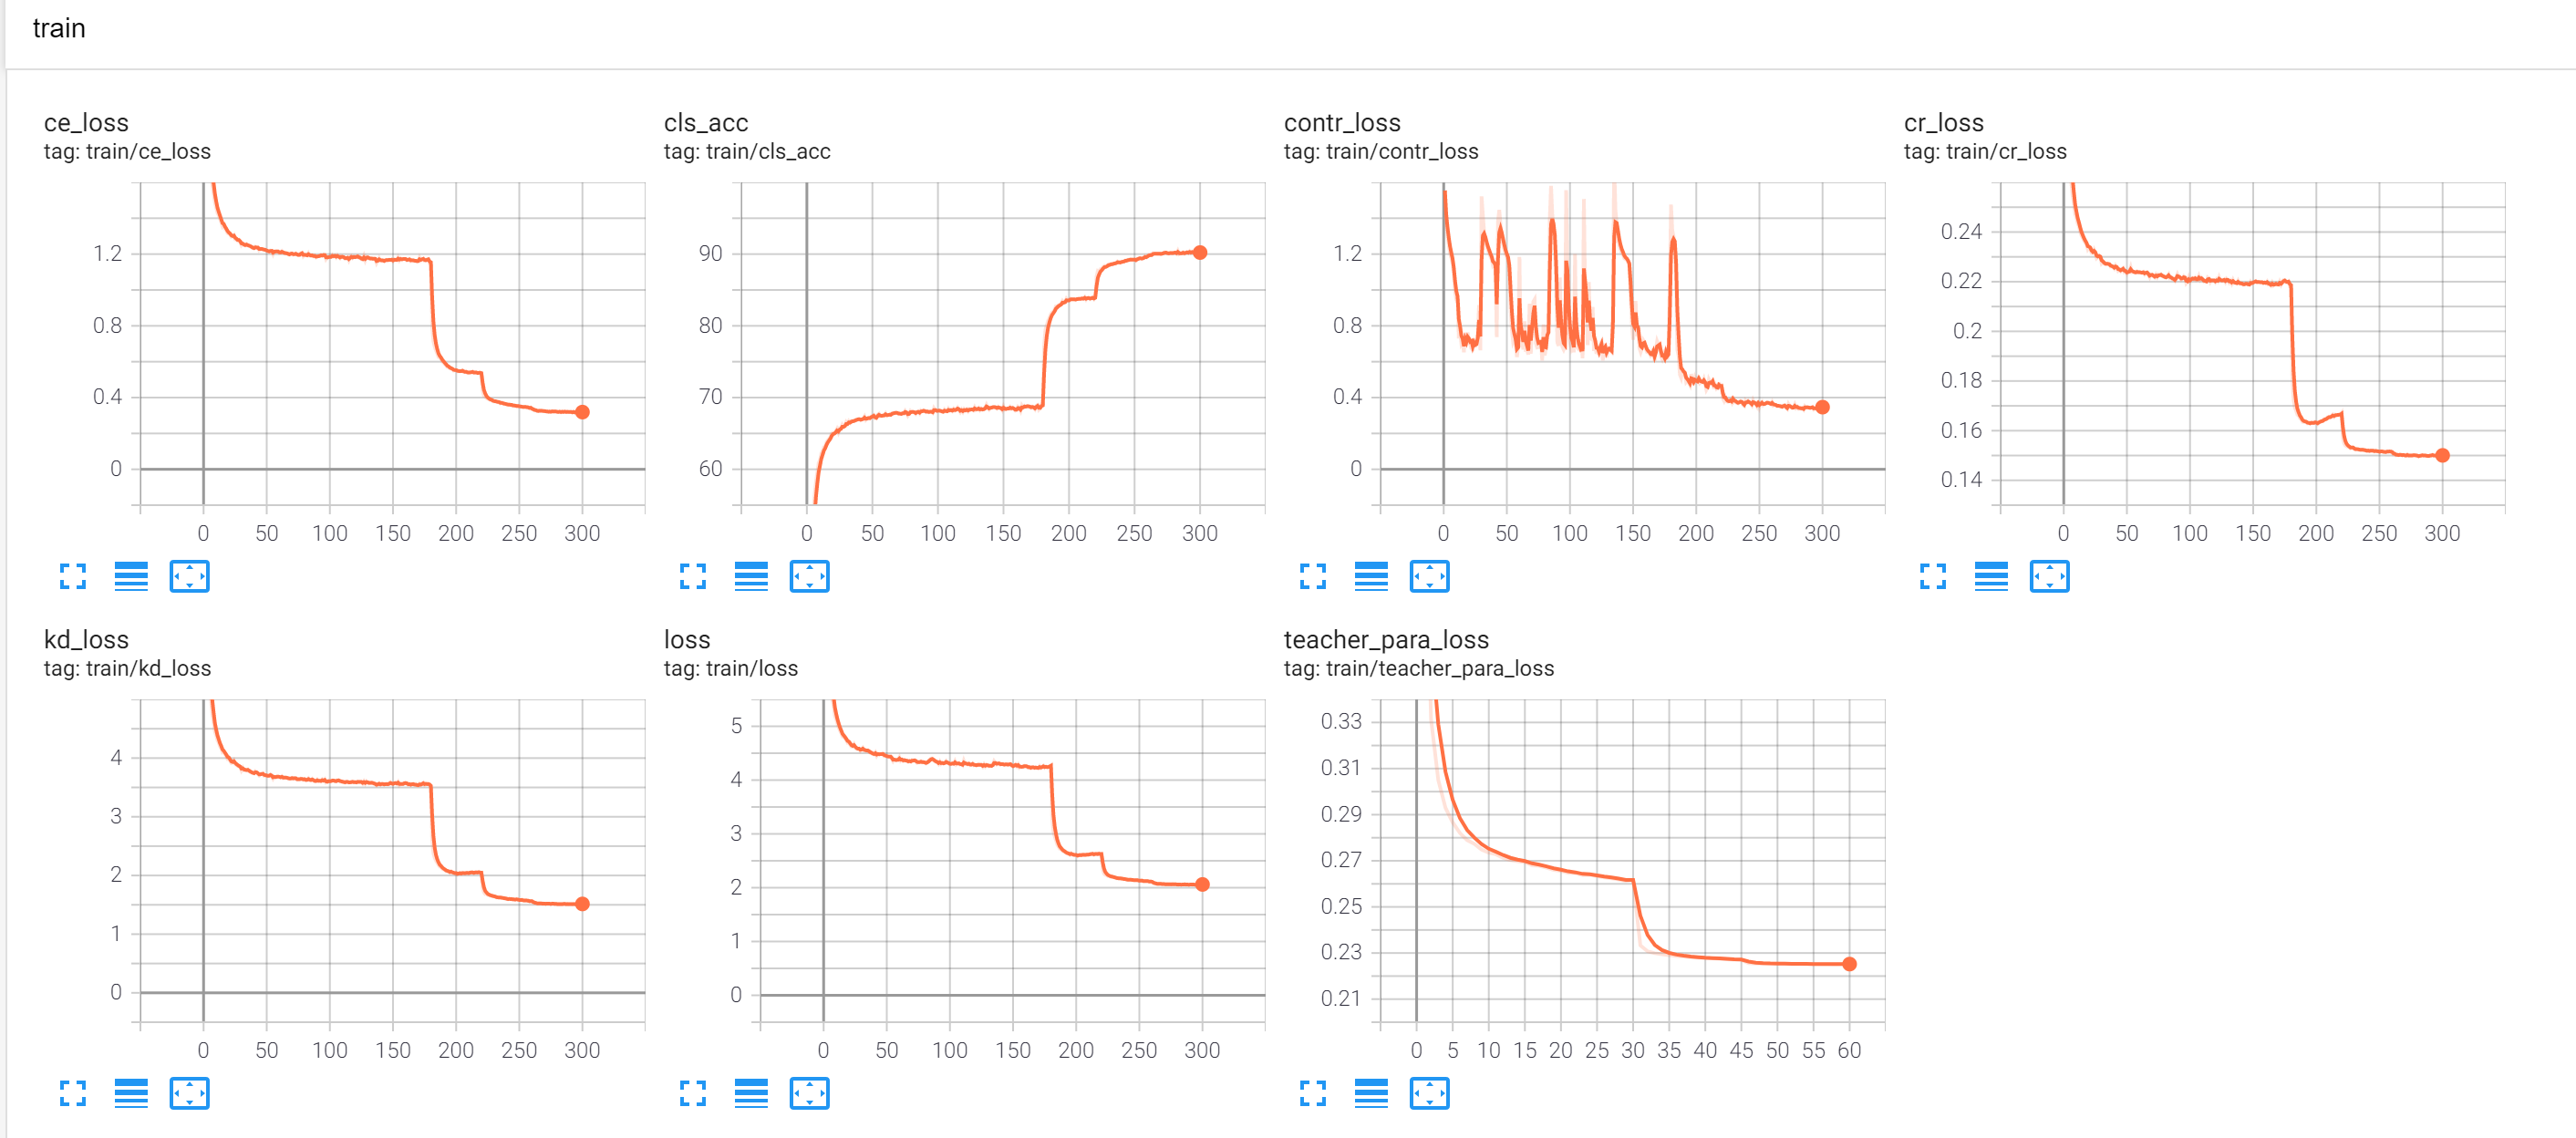 train
ce_loss
tag: train/ce_loss
1.2
0.8
0.4
0
0 50 100 150 200 250 300
cls_acc
tag: train/cls_acc
90
80
70
60
0 50 100 150 200 250 300
contr_loss
tag: train/contr_loss
1.2
0.8
0.4
0
0 50 100 150 200 250 300
cr_loss
tag: train/cr_loss
0.24
0.22
0.2
0.18
0.16
0.14
0 50 100 150 200 250 300
kd_loss
tag: train/kd_loss
4
3
2
1
0
0 50 100 150 200 250 300
loss
tag: train/loss
5
4
3
2
1
0
0 50 100 150 200 250 300
teacher_para_loss
tag: train/teacher_para_loss
0.33
0.31
0.29
0.27
0.25
0.23
0.21
0 5 10 15 20 25 30 35 40 45 50 55 60